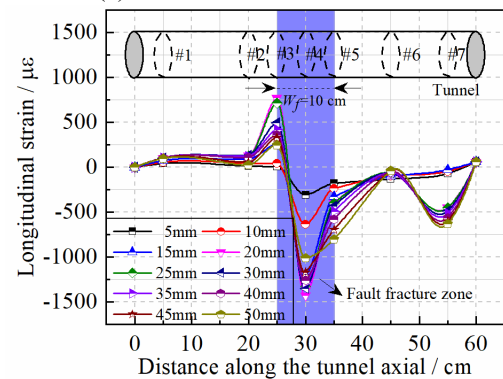 1500
1000
500
0
-500
-1000
-1500
Longitudinal strain / με
#1
#2
#3
#4
#5
#6
#7
Tunnel
Wf=10 cm
5mm
10mm
15mm
20mm
25mm
30mm
35mm
40mm
45mm
50mm
Fault fracture zone
0 10 20 30 40 50 60
Distance along the tunnel axial / cm